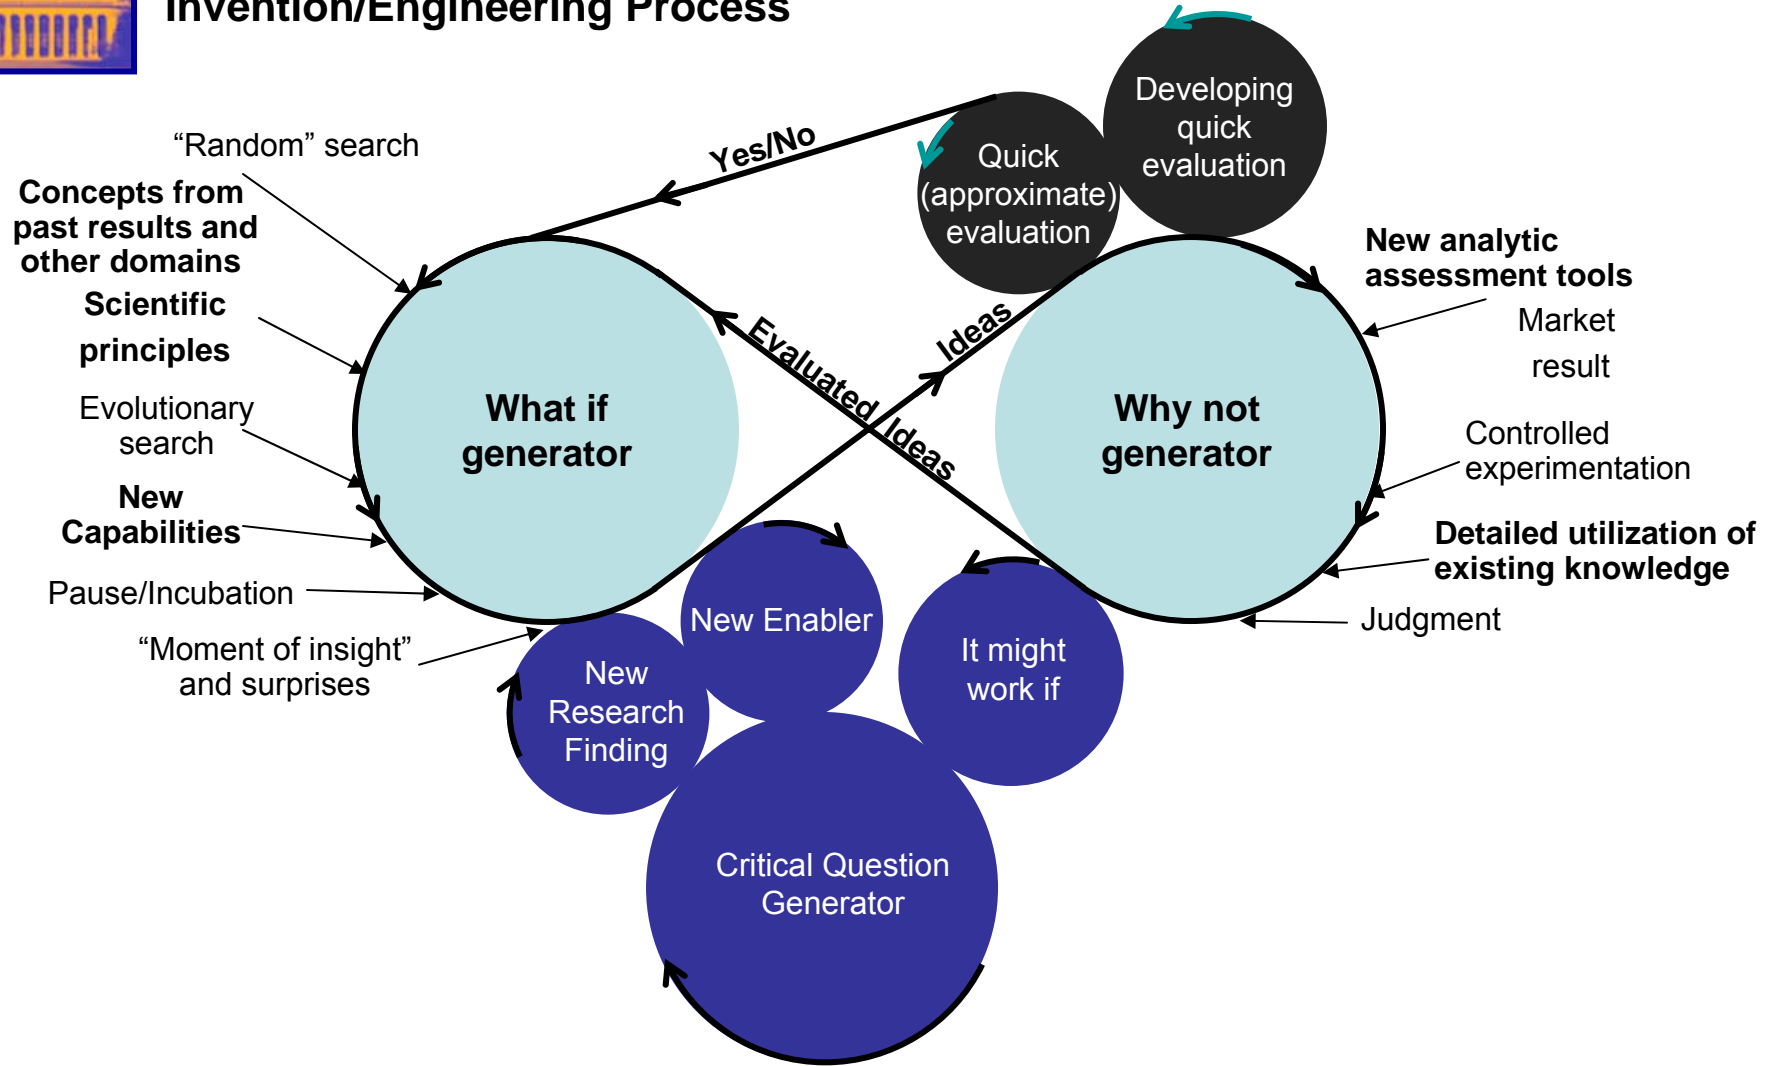 Invention/Engineering Process
Developing
quick
evaluation
Quick
(approximate)
evaluation
Yes/No
“Random” search
Concepts from
past results and
other domains
Scientific
principles
Evolutionary
search
New
Capabilities
Pause/Incubation
“Moment of insight”
and surprises
What if
generator
Evaluated Ideas
Ideas
Why not
generator
New analytic
assessment tools
Market
result
Controlled
experimentation
Detailed utilization of
existing knowledge
Judgment
New Enabler
New
Research
Finding
It might
work if
Critical Question
Generator